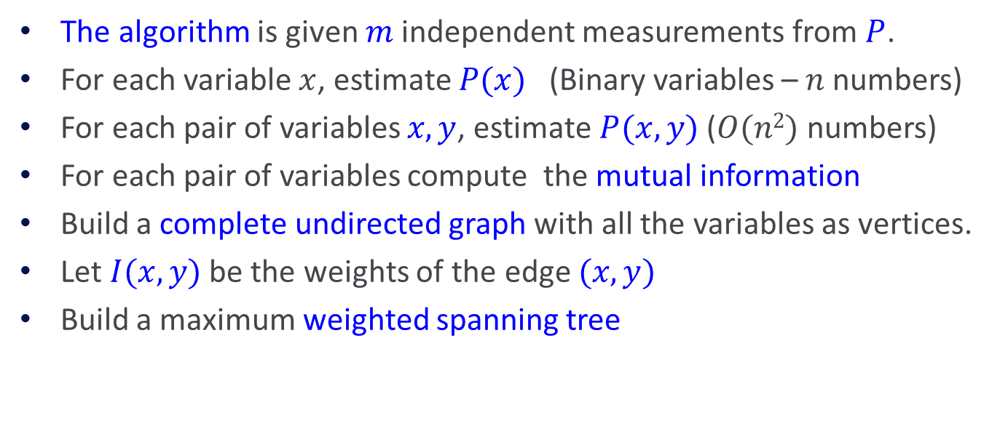 • The algorithm is given m independent measurements from P.
• For each variable x, estimate P(x) (Binary variables – n numbers)
• For each pair of variables x, y, estimate P(x, y) (O(n²) numbers)
• For each pair of variables compute the mutual information
• Build a complete undirected graph with all the variables as vertices.
• Let I(x, y) be the weights of the edge (x, y)
• Build a maximum weighted spanning tree